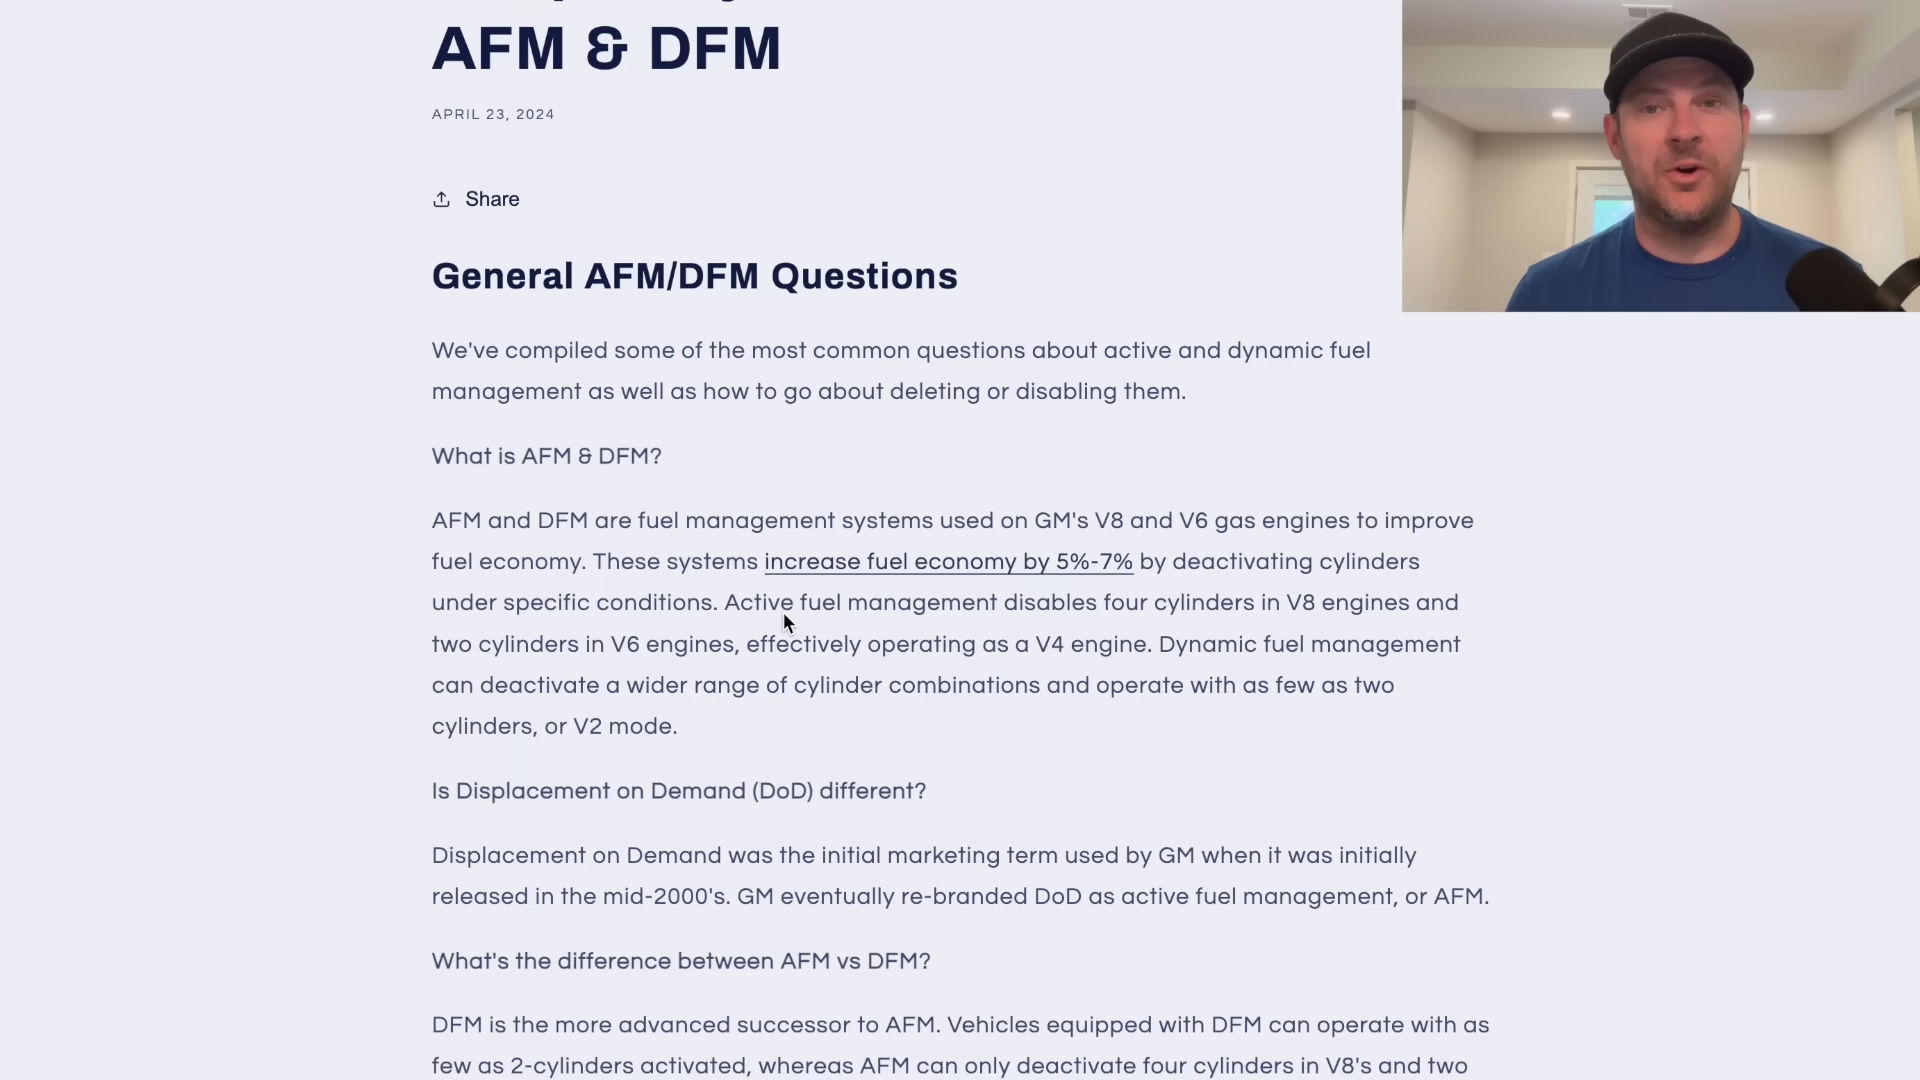 AFM & DFM
APRIL 23, 2024
Share
General AFM/DFM Questions
We've compiled some of the most common questions about active and dynamic fuel
management as well as how to go about deleting or disabling them.
What is AFM & DFM?
AFM and DFM are fuel management systems used on GM's V8 and V6 gas engines to improve
fuel economy. These systems increase fuel economy by 5%-7% by deactivating cylinders
under specific conditions. Active fuel management disables four cylinders in V8 engines and
two cylinders in V6 engines, effectively operating as a V4 engine. Dynamic fuel management
can deactivate a wider range of cylinder combinations and operate with as few as two
cylinders, or V2 mode.
Is Displacement on Demand (DoD) different?
Displacement on Demand was the initial marketing term used by GM when it was initially
released in the mid-2000's. GM eventually re-branded DoD as active fuel management, or AFM.
What's the difference between AFM vs DFM?
DFM is the more advanced successor to AFM. Vehicles equipped with DFM can operate with as
few as 2-cylinders activated, whereas AFM can only deactivate four cylinders in V8's and two